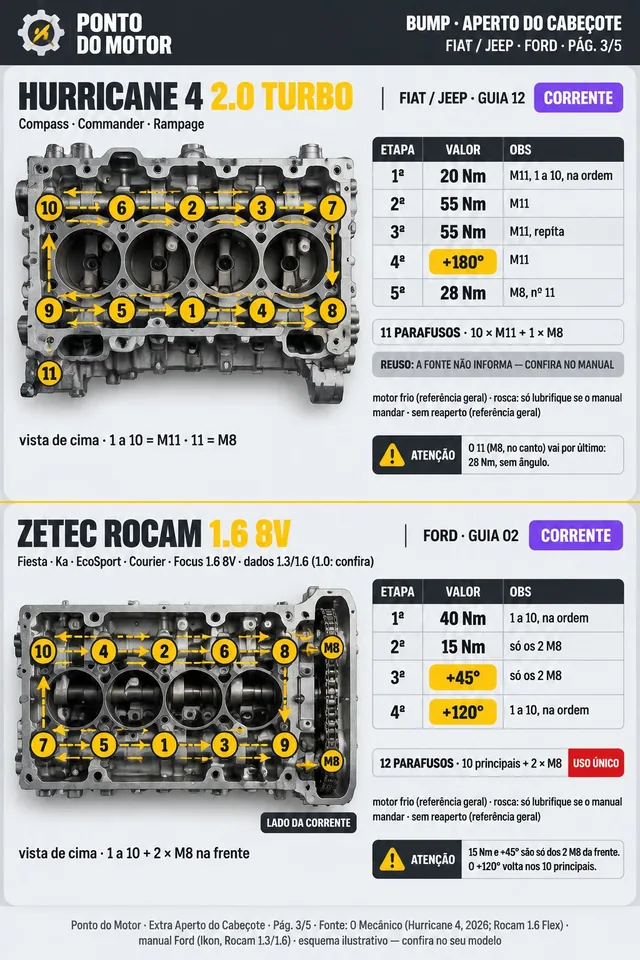 PONTO
DO MOTOR
BUMP · APERTO DO CABEÇOTE
FIAT / JEEP · FORD · PÁG. 3/5
HURRICANE 4 2.0 TURBO
FIAT / JEEP · GUIA 12
CORRENTE
Compass · Commander · Rampage
10 6 2 3 7
9 5 1 4 8
11
vista de cima · 1 a 10 = M11 · 11 = M8
ETAPA VALOR OBS
1ª 20 Nm M11, 1 a 10, na ordem
2ª 55 Nm M11
3ª 55 Nm M11, repíta
4ª +180° M11
5ª 28 Nm M8, nº 11
11 PARAFUSOS · 10 × M11 + 1 × M8
REUSO: A FONTE NÃO INFORMA — CONFIRA NO MANUAL
motor frio (referência geral) · rosca: só lubrifique se o manual
mandar · sem reaperto (referência geral)
ATENÇÃO
O 11 (M8, no canto) vai por último:
28 Nm, sem ângulo.
ZETEC ROCAM 1.6 8V
FORD · GUIA 02
CORRENTE
Fiesta · Ka · EcoSport · Courier · Focus 1.6 8V · dados 1.3/1.6 (1.0: confira)
10 4 2 6 8 M8
7 5 1 3 9 M8
LADO DA CORRENTE
vista de cima · 1 a 10 + 2 × M8 na frente
ETAPA VALOR OBS
1ª 40 Nm 1 a 10, na ordem
2ª 15 Nm só os 2 M8
3ª +45° só os 2 M8
4ª +120° 1 a 10, na ordem
12 PARAFUSOS · 10 principais + 2 × M8
USO ÚNICO
motor frio (referência geral) · rosca: só lubrifique se o manual
mandar · sem reaperto (referência geral)
ATENÇÃO
15 Nm e +45° são só dos 2 M8 da frente.
O +120° volta nos 10 principais.
Ponto do Motor · Extra Aperto do Cabeçote · Pág. 3/5 · Fonte: O Mecânico (Hurricane 4, 2026; Rocam 1.6 Flex) ·
manual Ford (Ikon, Rocam 1.3/1.6) · esquema ilustrativo — confira no seu modelo